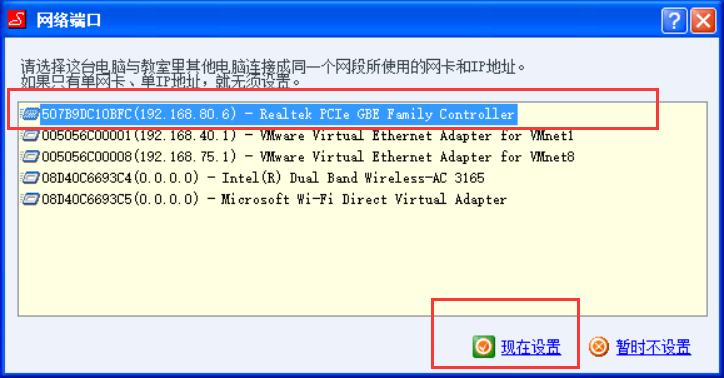 网络端口
请选择这台电脑与教室里其他电脑连接成同一个网段所使用的网卡和IP地址。
如果只有单网卡、单IP地址，就无须设置。
507B9DC10BFC(192.168.80.6) - Realtek PCIe GBE Family Controller
005056C00001(192.168.40.1) - VMware Virtual Ethernet Adapter for VMnet1
005056C00008(192.168.75.1) - VMware Virtual Ethernet Adapter for VMnet8
08D40C6693C4(0.0.0.0) - Intel(R) Dual Band Wireless-AC 3165
08D40C6693C5(0.0.0.0) - Microsoft Wi-Fi Direct Virtual Adapter
现在设置 暂时不设置